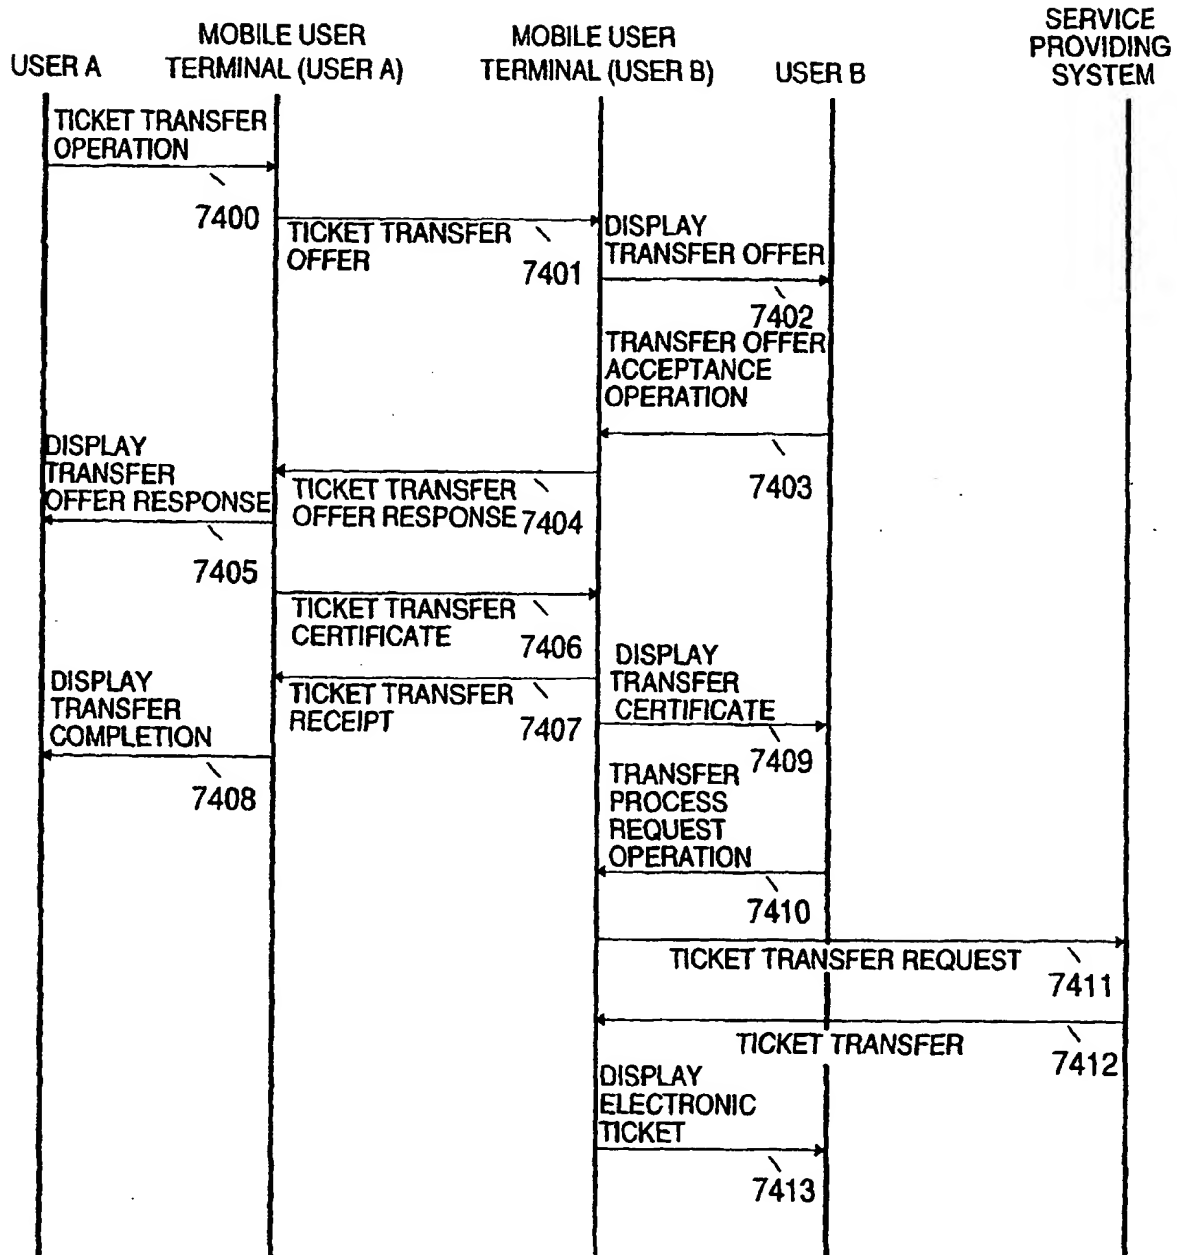 SERVICE
PROVIDING
SYSTEM
MOBILE USER
TERMINAL (USER A)
MOBILE USER
TERMINAL (USER B)
USER A
USER B
TICKET TRANSFER
OPERATION
7400
TICKET TRANSFER
OFFER
7401
DISPLAY
TRANSFER OFFER
7402
TRANSFER OFFER
ACCEPTANCE
OPERATION
7403
TICKET TRANSFER
OFFER RESPONSE
7404
DISPLAY
TRANSFER
OFFER RESPONSE
7405
TICKET TRANSFER
CERTIFICATE
7406
TICKET TRANSFER
RECEIPT
7407
DISPLAY
TRANSFER
COMPLETION
7408
DISPLAY
TRANSFER
CERTIFICATE
7409
TRANSFER
PROCESS
REQUEST
OPERATION
7410
TICKET TRANSFER REQUEST
7411
TICKET TRANSFER
7412
DISPLAY
ELECTRONIC
TICKET
7413